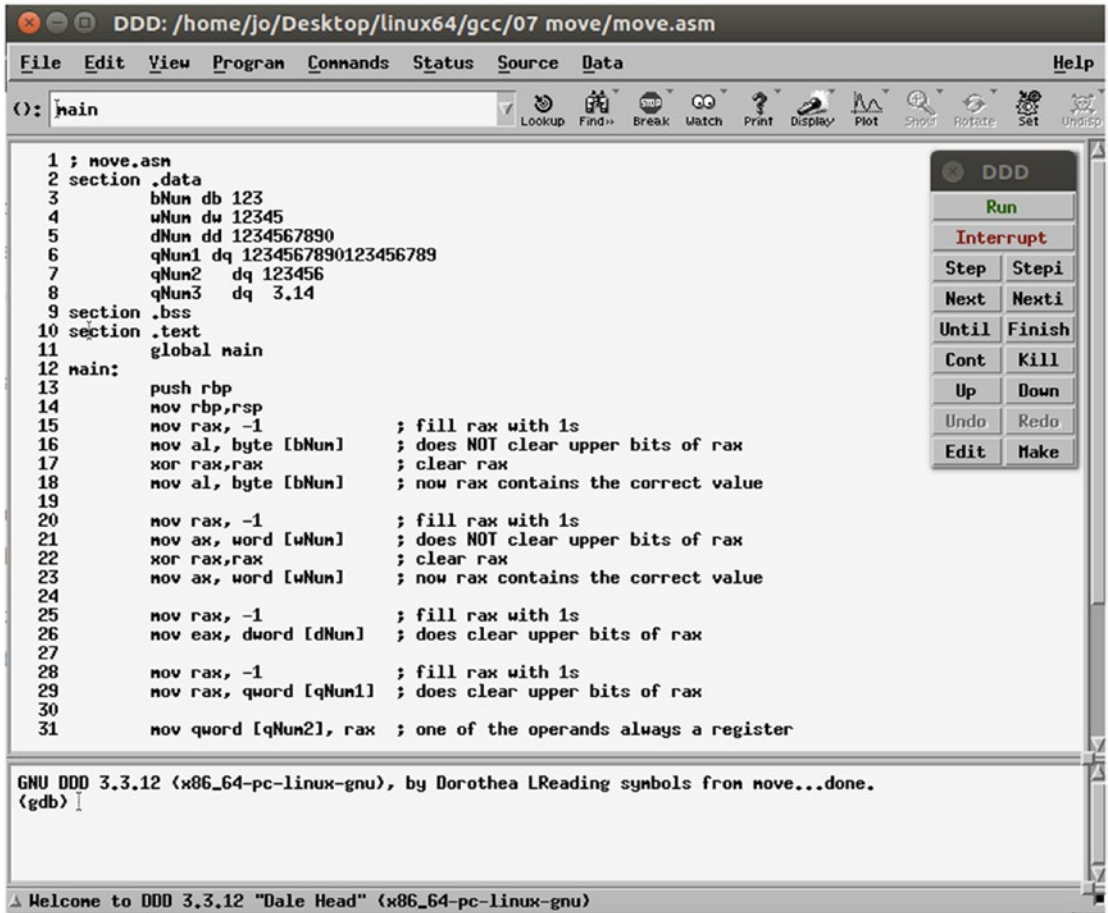 DDD: /home/jo/Desktop/linux64/gcc/07 move/move.asm
File Edit View Program Commands Status Source Data Help
(): main
Lookup Find>> Break Watch Print Display Plot Show Rotate Set Undisp
1 ; move.asm
2 section .data
3 bNum db 123
4 wNum dw 12345
5 dNum dd 1234567890
6 qNum1 dq 1234567890123456789
7 qNum2 dq 123456
8 qNum3 dq 3.14
9 section .bss
10 section .text
11 global main
12 main:
13 push rbp
14 mov rbp,rsp
15 mov rax, -1 ; fill rax with 1s
16 mov al, byte [bNum] ; does NOT clear upper bits of rax
17 xor rax,rax ; clear rax
18 mov al, byte [bNum] ; now rax contains the correct value
19
20 mov rax, -1 ; fill rax with 1s
21 mov ax, word [wNum] ; does NOT clear upper bits of rax
22 xor rax,rax ; clear rax
23 mov ax, word [wNum] ; now rax contains the correct value
24
25 mov rax, -1 ; fill rax with 1s
26 mov eax, dword [dNum] ; does clear upper bits of rax
27
28 mov rax, -1 ; fill rax with 1s
29 mov rax, qword [qNum1] ; does clear upper bits of rax
30
31 mov qword [qNum2], rax ; one of the operands always a register
DDD
Run
Interrupt
Step Stepi
Next Nexti
Until Finish
Cont Kill
Up Down
Undo Redo
Edit Make
GNU DDD 3.3.12 (x86_64-pc-linux-gnu), by Dorothea LReading symbols from move...done.
(gdb)
Welcome to DDD 3.3.12 "Dale Head" (x86_64-pc-linux-gnu)